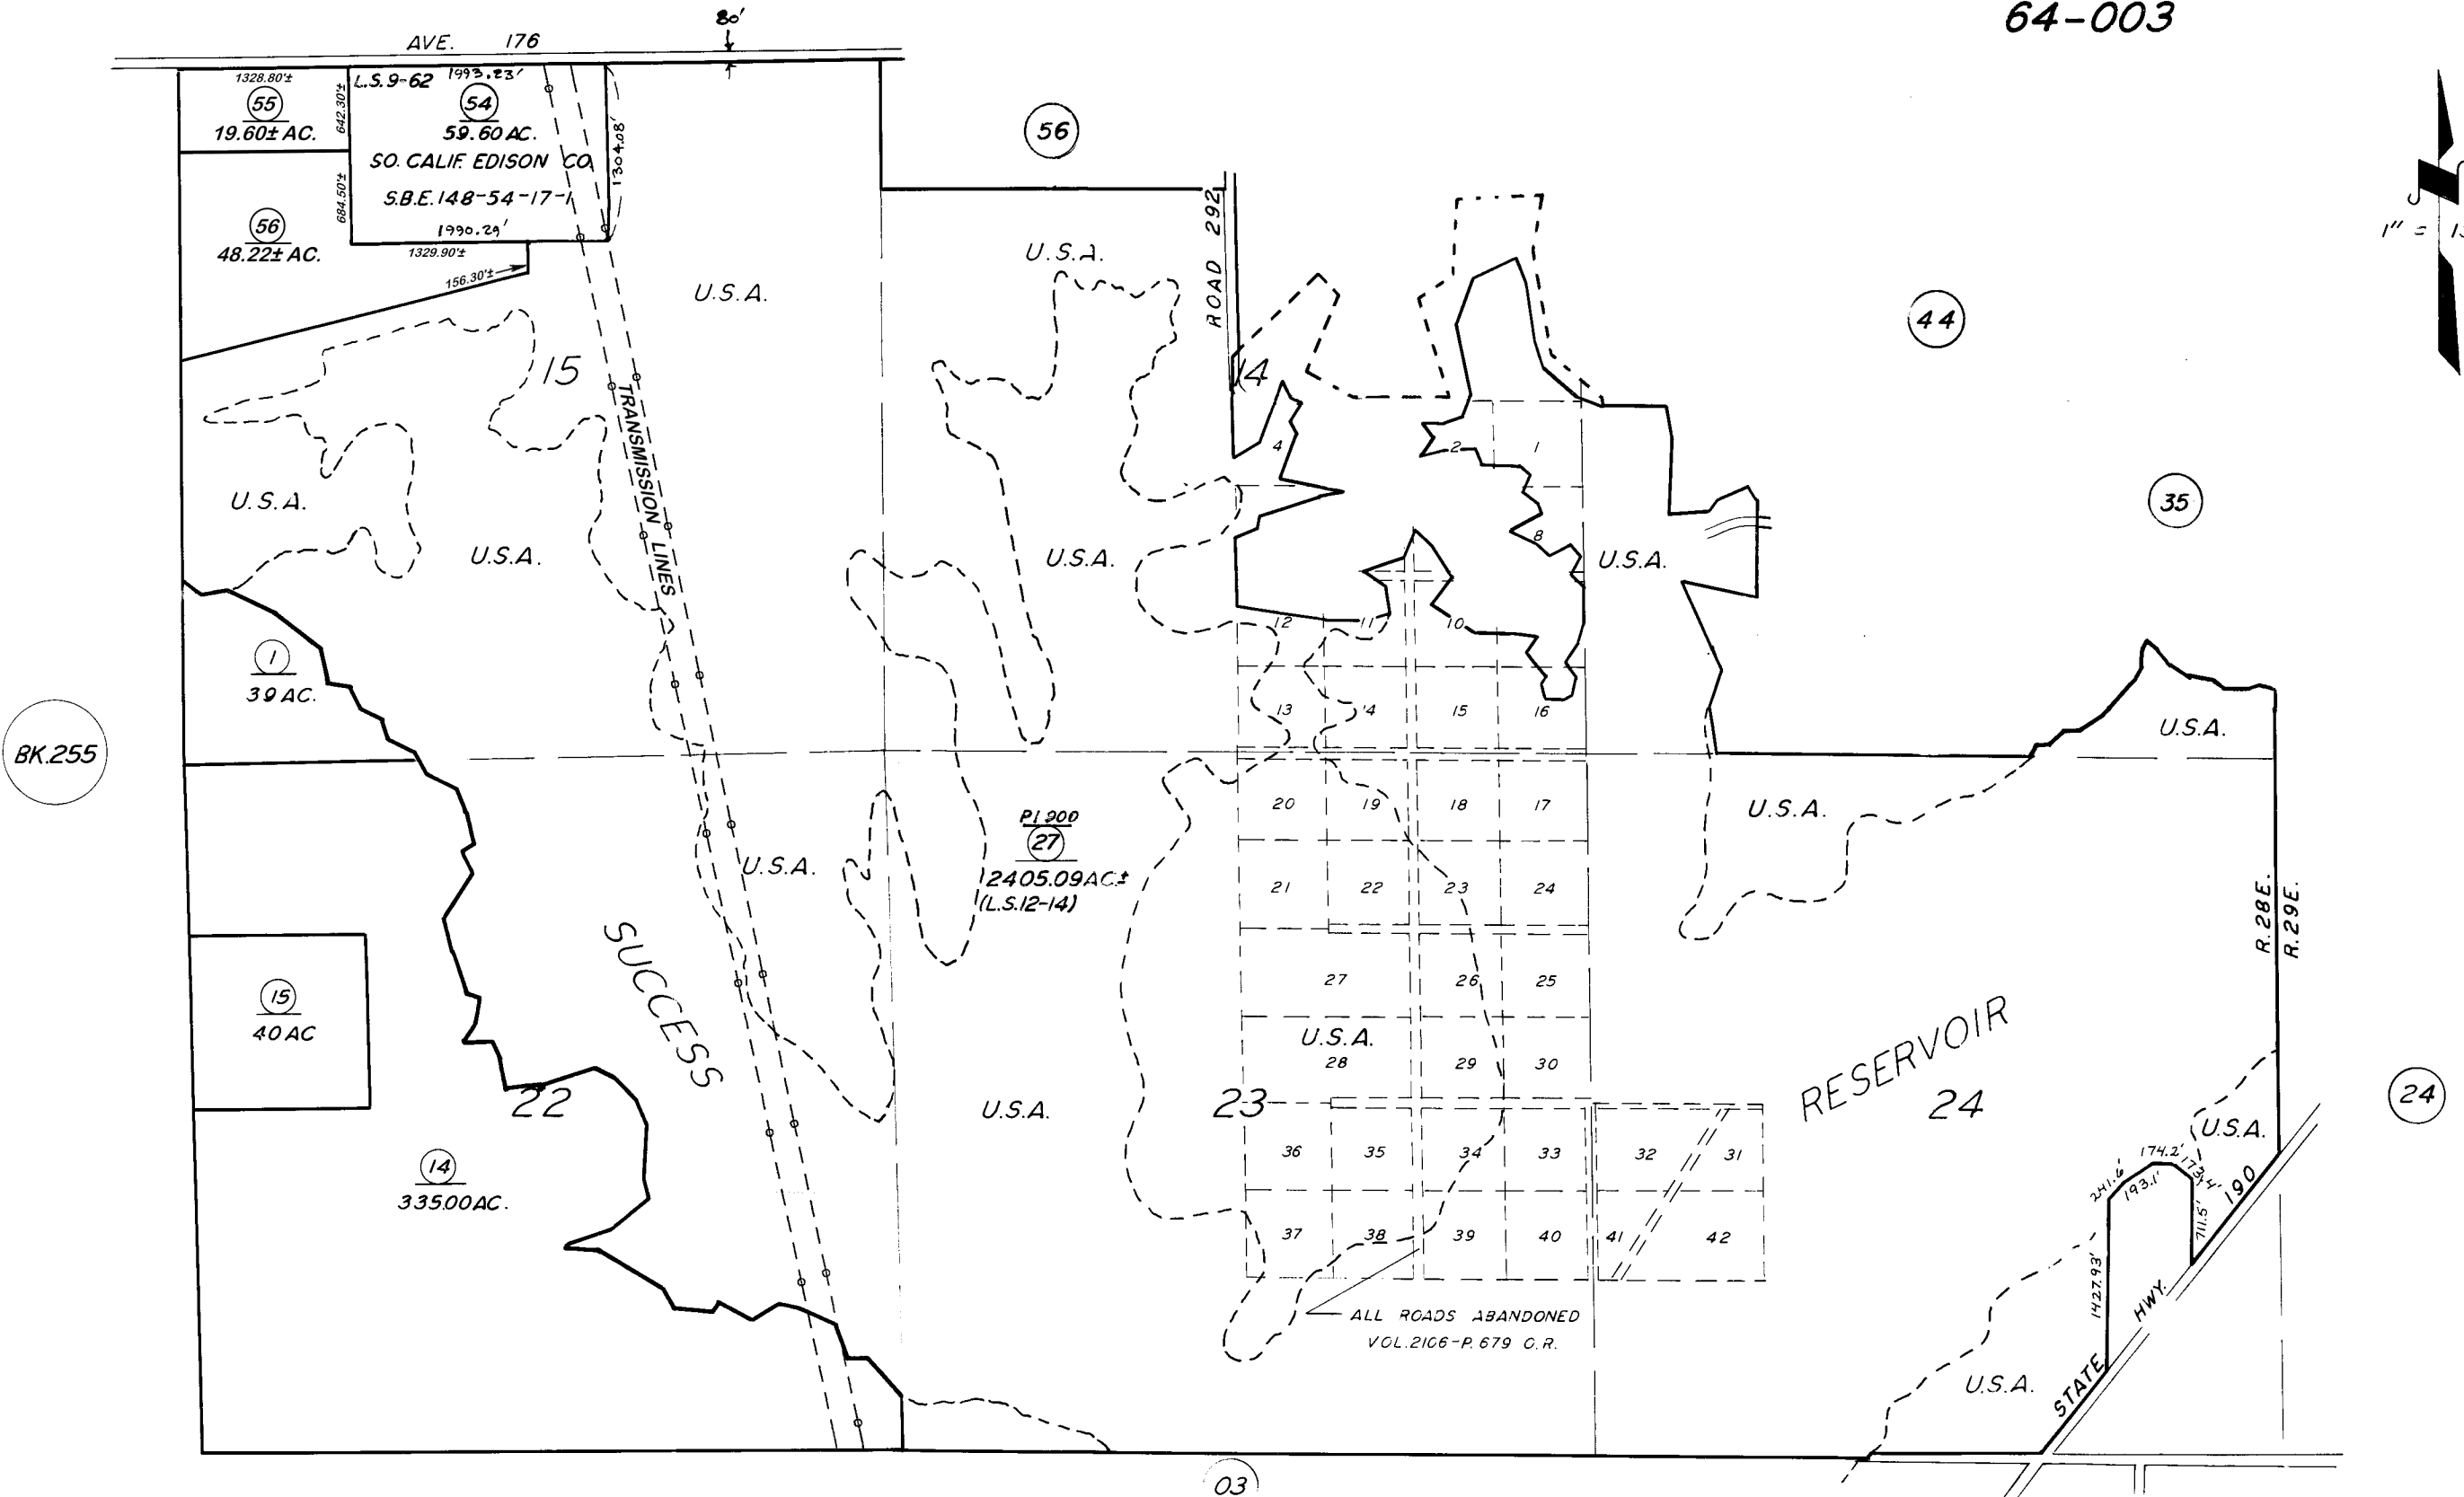 64-003
80'
AVE. 176
1328.80'±
55
19.60± AC.
642.30'±
L.S. 9-62
1993.23'
54
59.60 AC.
SO. CALIF. EDISON CO.
S.B.E. 148-54-17-1
1990.29'
1304.08'
684.50'±
56
48.22± AC.
1329.90'±
156.30'±
56
ROAD 292
1" =
U.S.A.
U.S.A.
44
15
14
TRANSMISSION LINES
4
2
1
8
35
U.S.A.
U.S.A.
U.S.A.
U.S.A.
1
39 AC.
12
11
10
13
14
15
16
U.S.A.
BK.255
P1900
27
2405.09 AC.±
(L.S.12-14)
U.S.A.
20
19
18
17
U.S.A.
21
22
23
24
R.28E.
R.29E.
SUCCESS
15
40 AC
27
26
25
U.S.A.
28
29
30
RESERVOIR
22
U.S.A.
23
24
24
14
335.00 AC.
36
35
34
33
32
31
U.S.A.
241.6'
193.1'
174.2'
173.4'
711.5'
1427.93'
37
38
39
40
41
42
STATE HWY. 190
ALL ROADS ABANDONED
VOL.2106-P. 679 O.R.
U.S.A.
03